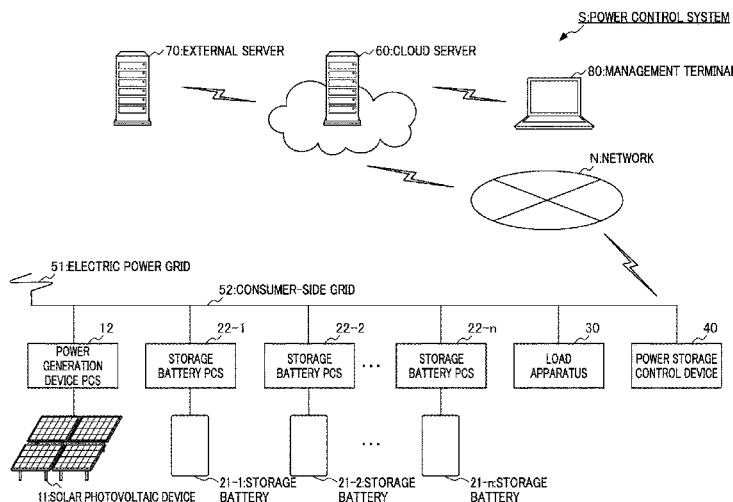 S:POWER CONTROL SYSTEM
70:EXTERNAL SERVER
60:CLOUD SERVER
80:MANAGEMENT TERMINAL
N:NETWORK
51:ELECTRIC POWER GRID
52:CONSUMER-SIDE GRID
12
22-1
22-2
22-n
30
40
POWER
GENERATION
DEVICE PCS
STORAGE
BATTERY PCS
STORAGE
BATTERY PCS
...
STORAGE
BATTERY PCS
LOAD
APPARATUS
POWER STORAGE
CONTROL DEVICE
...
11:SOLAR PHOTOVOLTAIC DEVICE
21-1:STORAGE
BATTERY
21-2:STORAGE
BATTERY
21-n:STORAGE
BATTERY